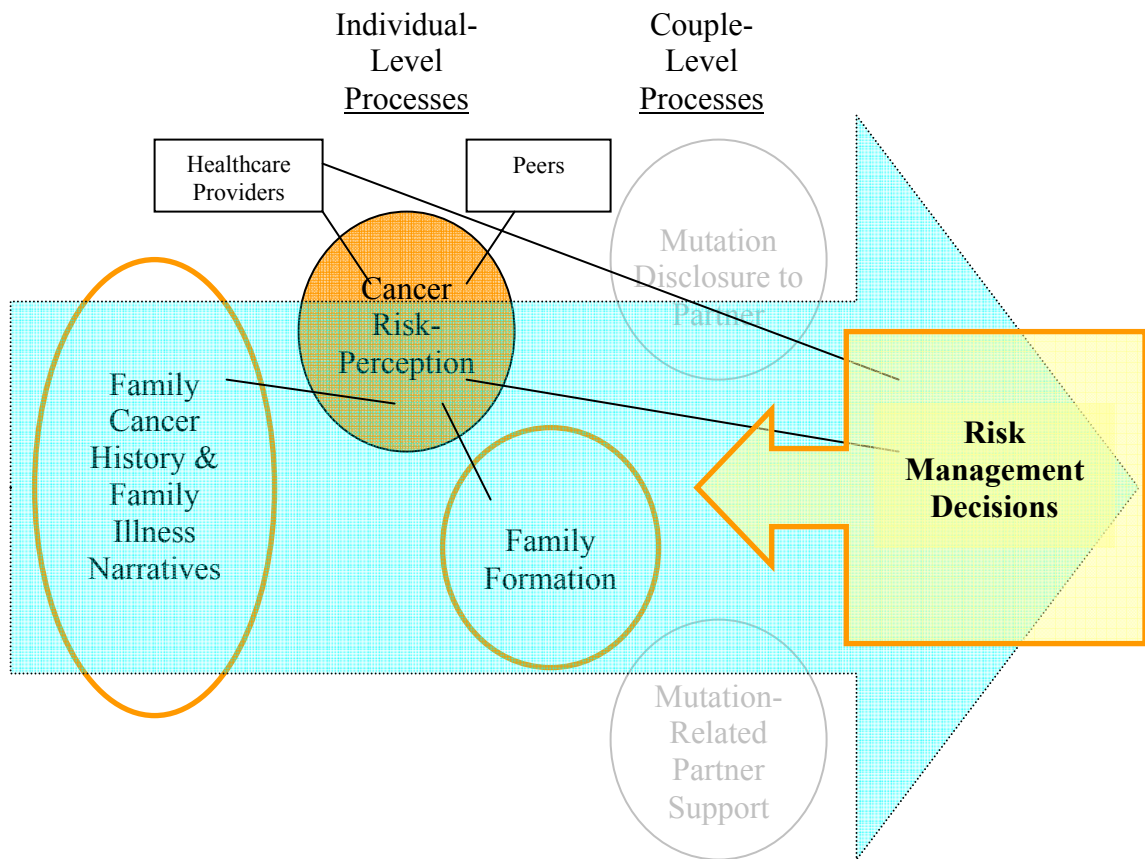 Individual-
Level
Processes
Couple-
Level
Processes
Healthcare
Providers
Peers
Mutation
Disclosure to
Partner
Cancer
Risk-
Perception
Family
Cancer
History &
Family
Illness
Narratives
Risk
Management
Decisions
Family
Formation
Mutation-
Related
Partner
Support